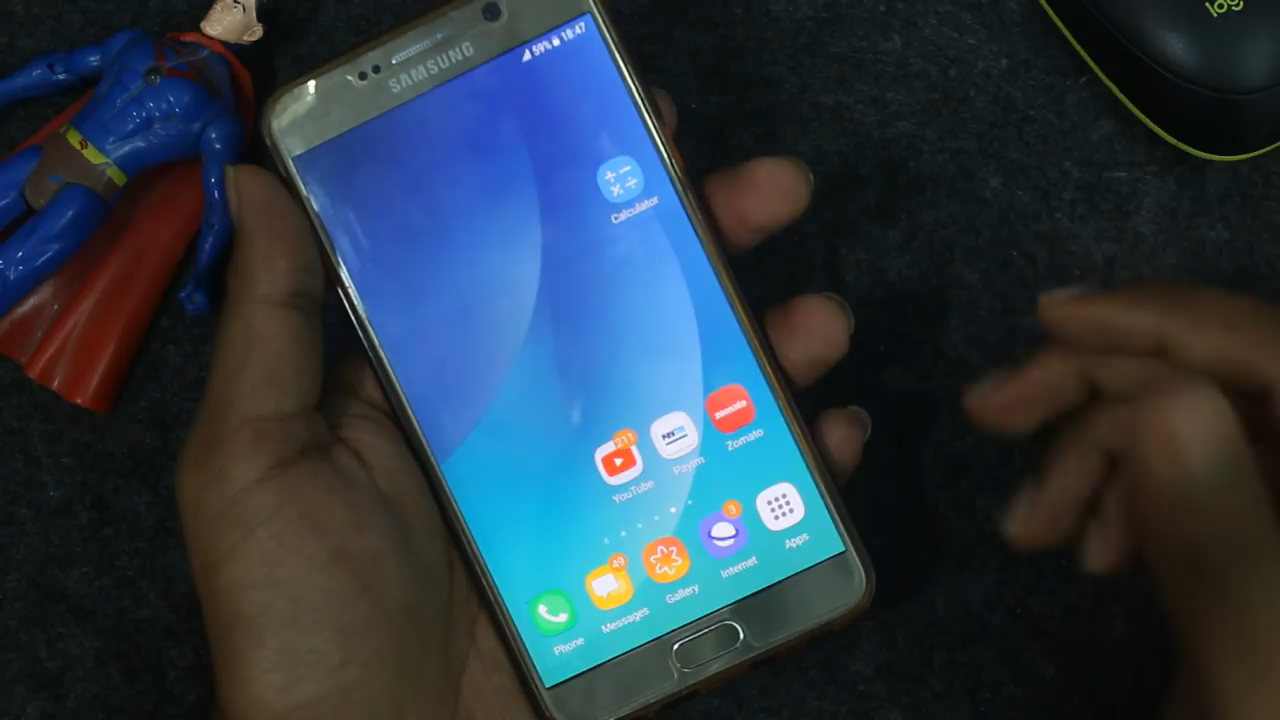 59% 18:47
SAMSUNG
Calculator
211
YouTube
Paytm
zomato
Zomato
49
3
Phone
Messages
Gallery
Internet
Apps
log